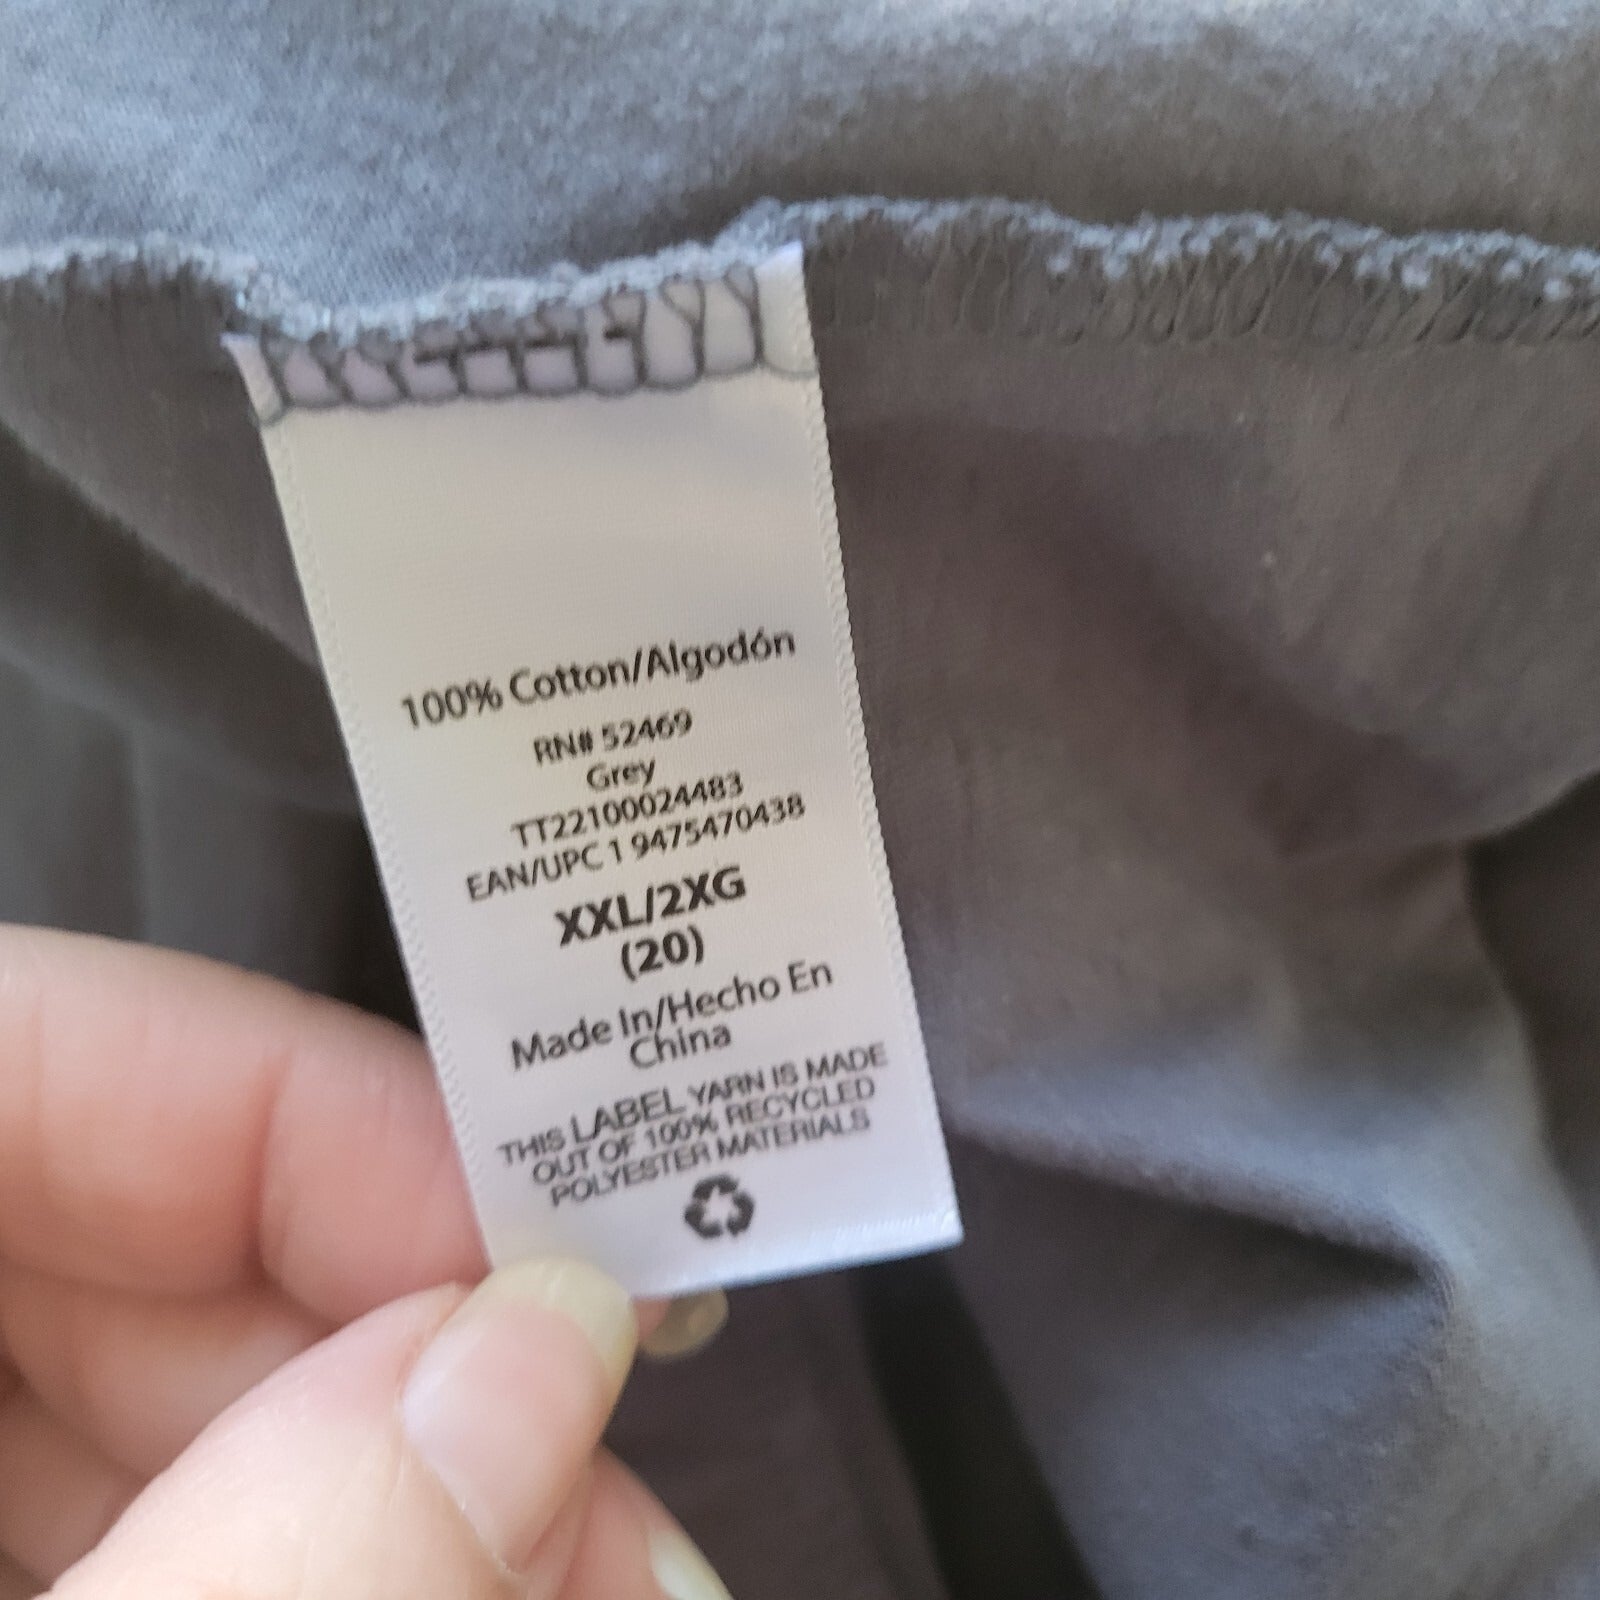 100% Cotton/Algodón
RN# 52469
Grey
TT22100024483
EAN/UPC 1 9475470438
XXL/2XG
(20)
Made In/Hecho En
China
THIS LABEL YARN IS MADE
OUT OF 100% RECYCLED
POLYESTER MATERIALS